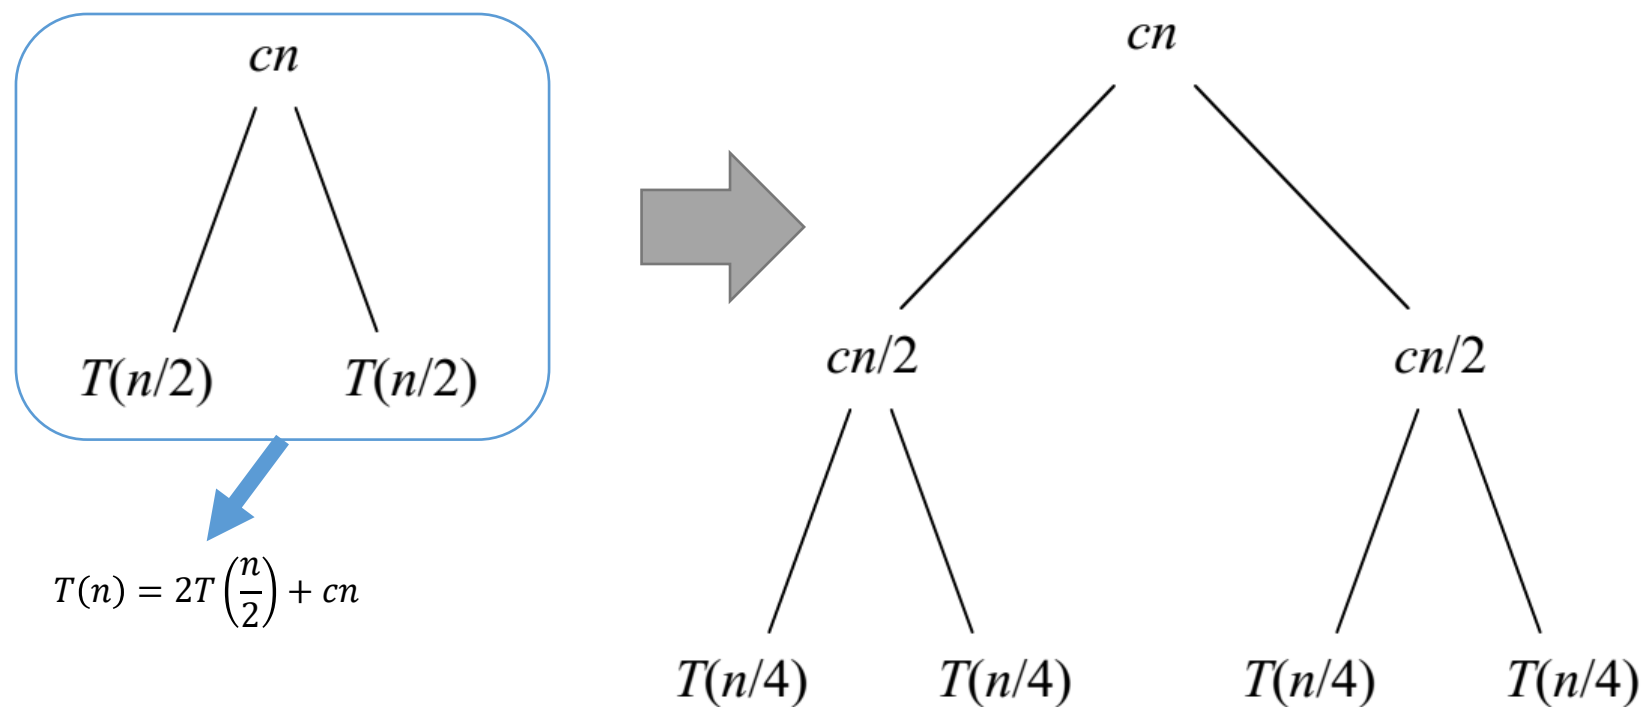 cn
T(n/2) T(n/2)
T(n) = 2T(n/2) + cn
cn
cn/2 cn/2
T(n/4) T(n/4) T(n/4) T(n/4)